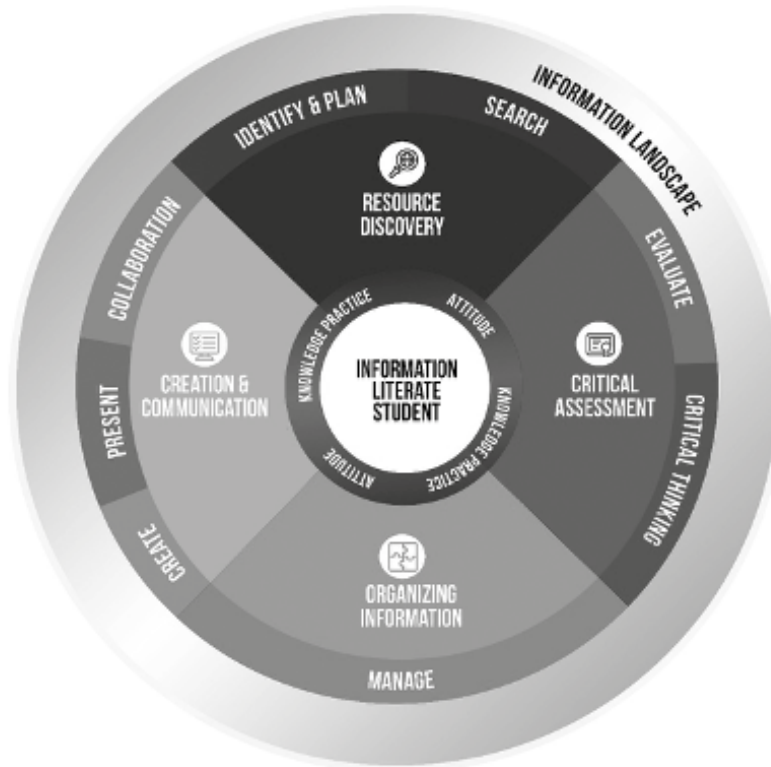 INFORMATION LANDSCAPE
IDENTIFY & PLAN
SEARCH
RESOURCE
DISCOVERY
EVALUATE
CRITICAL THINKING
CRITICAL
ASSESSMENT
MANAGE
ORGANIZING
INFORMATION
CREATE
PRESENT
COLLABORATION
CREATION &
COMMUNICATION
KNOWLEDGE PRACTICE
ATTITUDE
KNOWLEDGE PRACTICE
ATTITUDE
INFORMATION
LITERATE
STUDENT